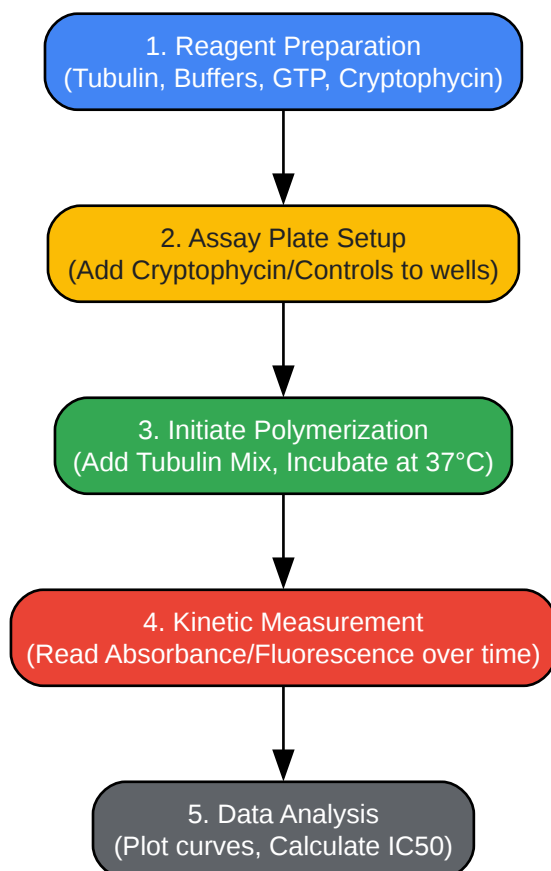 1. Reagent Preparation
(Tubulin, Buffers, GTP, Cryptophycin)
2. Assay Plate Setup
(Add Cryptophycin/Controls to wells)
3. Initiate Polymerization
(Add Tubulin Mix, Incubate at 37°C)
4. Kinetic Measurement
(Read Absorbance/Fluorescence over time)
5. Data Analysis
(Plot curves, Calculate IC50)